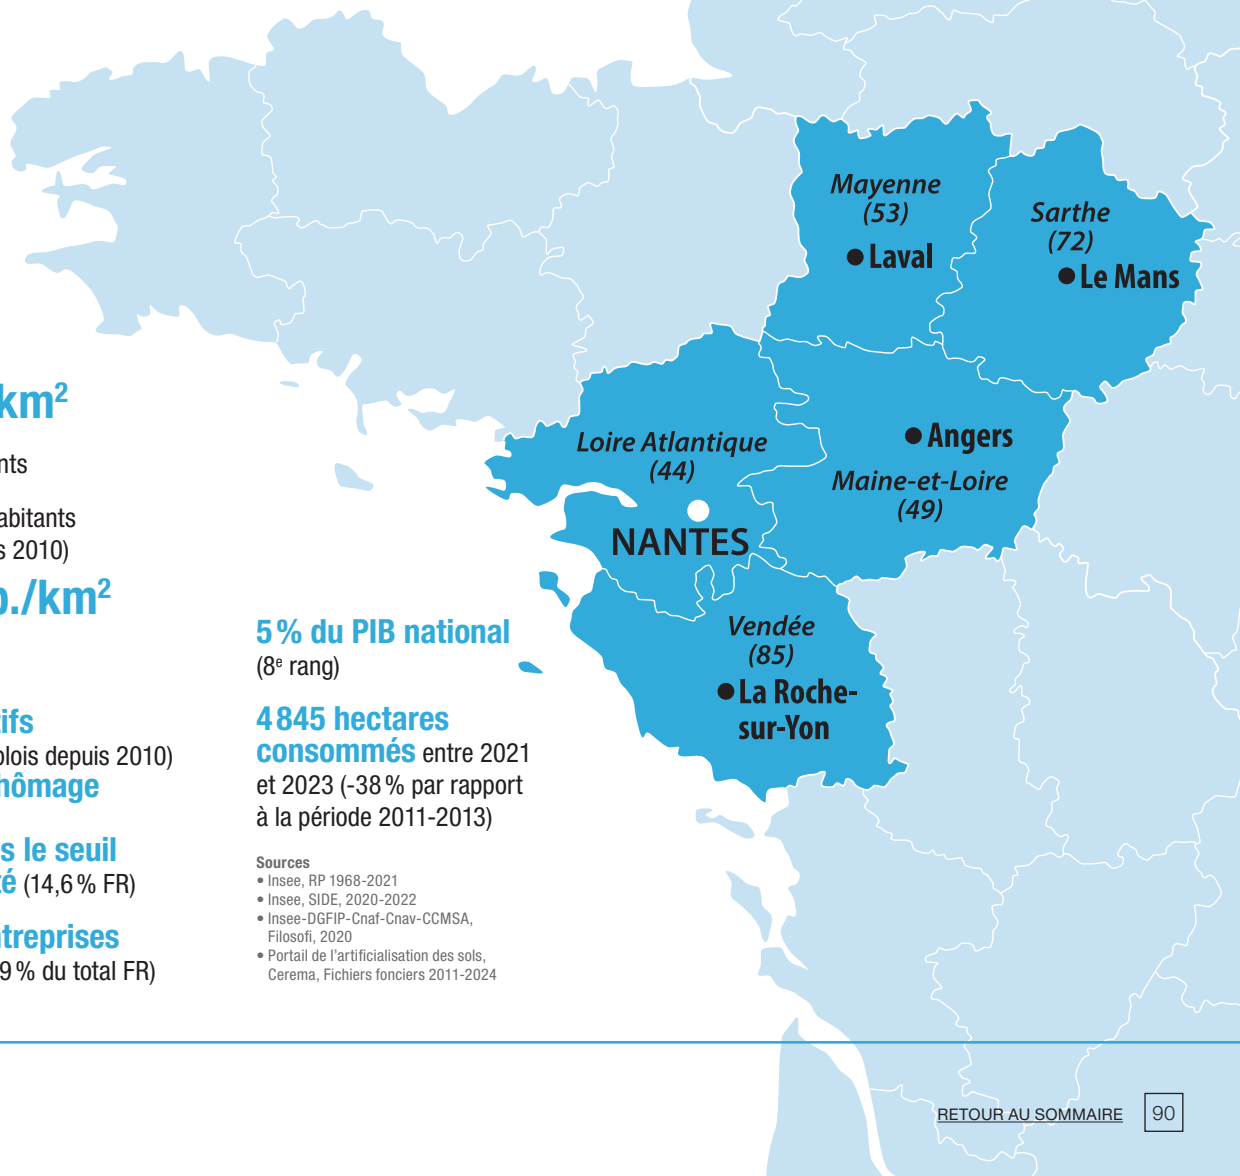 km²
nts
abitants
s 2010)
o./km²
tifs
plois depuis 2010)
hômage
s le seuil
té (14,6 % FR)
ntreprises
9 % du total FR)
5 % du PIB national
(8e rang)
4 845 hectares
consommés entre 2021
et 2023 (-38 % par rapport
à la période 2011-2013)
Sources
• Insee, RP 1968-2021
• Insee, SIDE, 2020-2022
• Insee-DGFIP-Cnaf-Cnav-CCMSA,
Filosofi, 2020
• Portail de l’artificialisation des sols,
Cerema, Fichiers fonciers 2011-2024
Mayenne
(53)
Laval
Sarthe
(72)
Le Mans
Loire Atlantique
(44)
NANTES
Angers
Maine-et-Loire
(49)
Vendée
(85)
La Roche-
sur-Yon
RETOUR AU SOMMAIRE 90